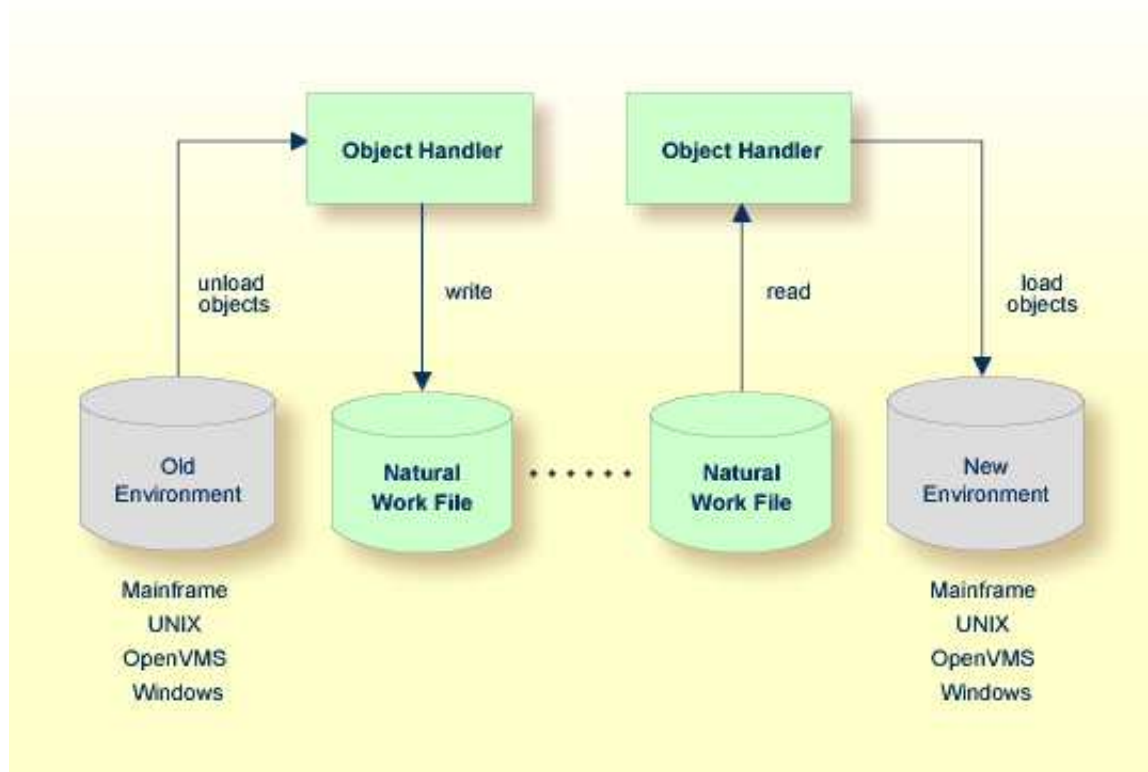 Object Handler
Object Handler
unload
objects
write
read
load
objects
Old
Environment
Natural
Work File
Natural
Work File
New
Environment
Mainframe
UNIX
OpenVMS
Windows
Mainframe
UNIX
OpenVMS
Windows